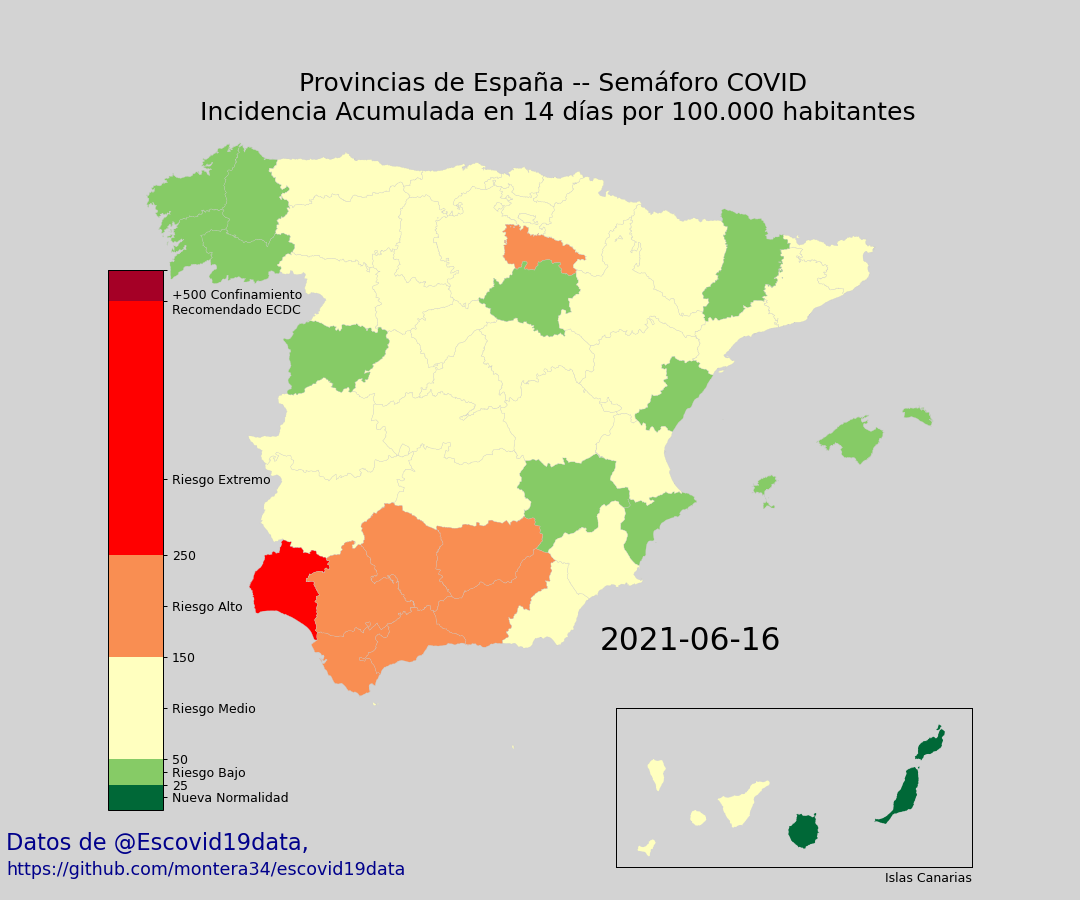 Provincias de España -- Semáforo COVID
Incidencia Acumulada en 14 días por 100.000 habitantes
+500 Confinamiento
Recomendado ECDC
Riesgo Extremo
250
Riesgo Alto
150
Riesgo Medio
50
Riesgo Bajo
25
Nueva Normalidad
2021-06-16
Islas Canarias
Datos de @Escovid19data,
https://github.com/montera34/escovid19data